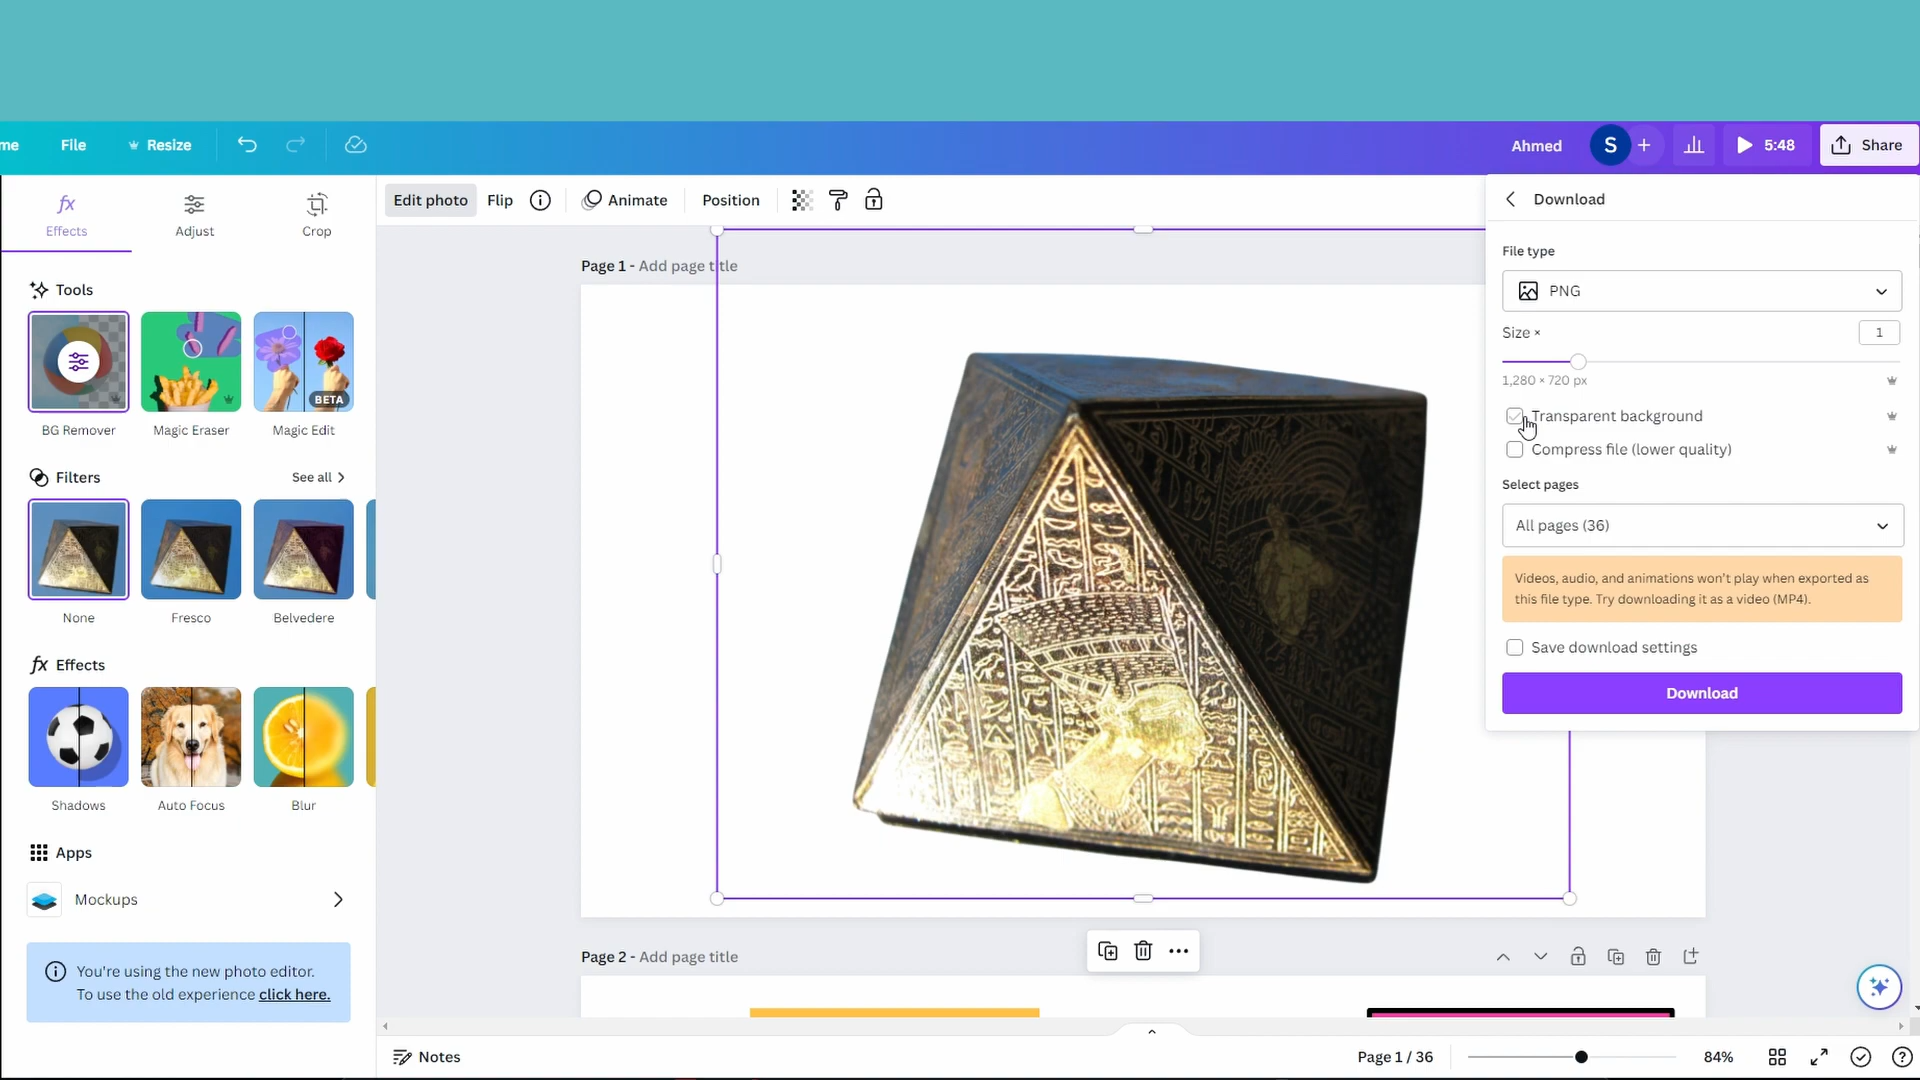 me
File
Resize
Ahmed
S
5:48
Share
fx
Effects
Adjust
Crop
Edit photo
Flip
Animate
Position
Download
Tools
BG Remover
Magic Eraser
BETA
Magic Edit
Filters
See all
None
Fresco
Belvedere
fx Effects
Shadows
Auto Focus
Blur
Apps
Mockups
You're using the new photo editor.
To use the old experience click here.
Page 1 - Add page title
File type
PNG
Size ×
1
1,280 × 720 px
Transparent background
Compress file (lower quality)
Select pages
All pages (36)
Videos, audio, and animations won't play when exported as
this file type. Try downloading it as a video (MP4).
Save download settings
Download
Page 2 - Add page title
Notes
Page 1 / 36
84%